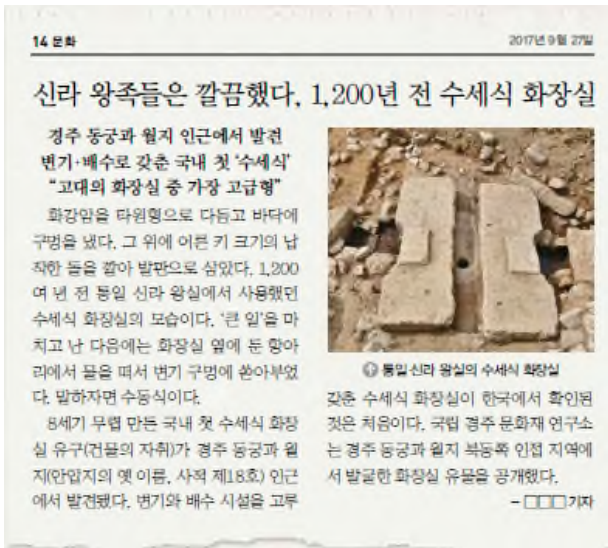 14 문화
2017년 9월 27일
신라 왕족들은 깔끔했다, 1,200년 전 수세식 화장실
경주 동궁과 월지 인근에서 발견
변기·배수로 갖춘 국내 첫 ‘수세식’
“고대의 화장실 중 가장 고급형”
화강암을 타원형으로 다듬고 바닥에
구멍을 냈다. 그 위에 어른 키 크기의 납
작한 돌을 깔아 발판으로 삼았다. 1,200
여 년 전 통일 신라 왕실에서 사용했던
수세식 화장실의 모습이다. ‘큰 일’을 마
치고 난 다음에는 화장실 옆에 둔 항아
리에서 물을 떠서 변기 구멍에 쏟아부었
다. 말하자면 수동식이다.
8세기 무렵 만든 국내 첫 수세식 화장
실 유구(건물의 자취)가 경주 동궁과 월
지(안압지의 옛 이름, 사적 제18호) 인근
에서 발견됐다. 변기와 배수 시설을 고루
통일 신라 왕실의 수세식 화장실
갖춘 수세식 화장실이 한국에서 확인된
것은 처음이다. 국립 경주 문화재 연구소
는 경주 동궁과 월지 북동쪽 인접 지역에
서 발굴한 화장실 유물을 공개했다.
- □□□기자